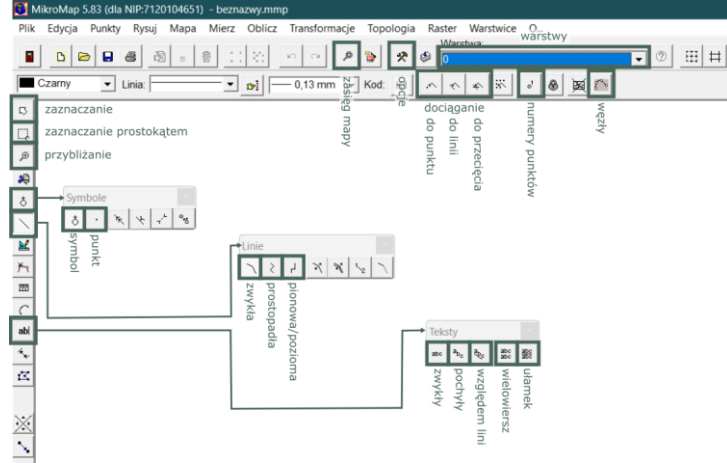 MikroMap 5.83 (dla NIP:7120104651) - beznazwy.mmp
Plik Edycja Punkty Rysuj Mapa Mierz Oblicz Transformacje Topologia Raster Warstwice O
Warstwa:
warstwy
0
Czarny
Linia:
0,13 mm
Kod:
zasięg mapy
opcje
dociąganie
do punktu
do linii
do przecięcia
numery punktów
węzły
zaznaczanie
zaznaczanie prostokątem
przybliżanie
Symbole
symbol
punkt
Linie
zwykła
prostopadła
pionowa/pozioma
abl
Teksty
abc
zwykły
pochyły
względem lini
wielowiersz
ułamek